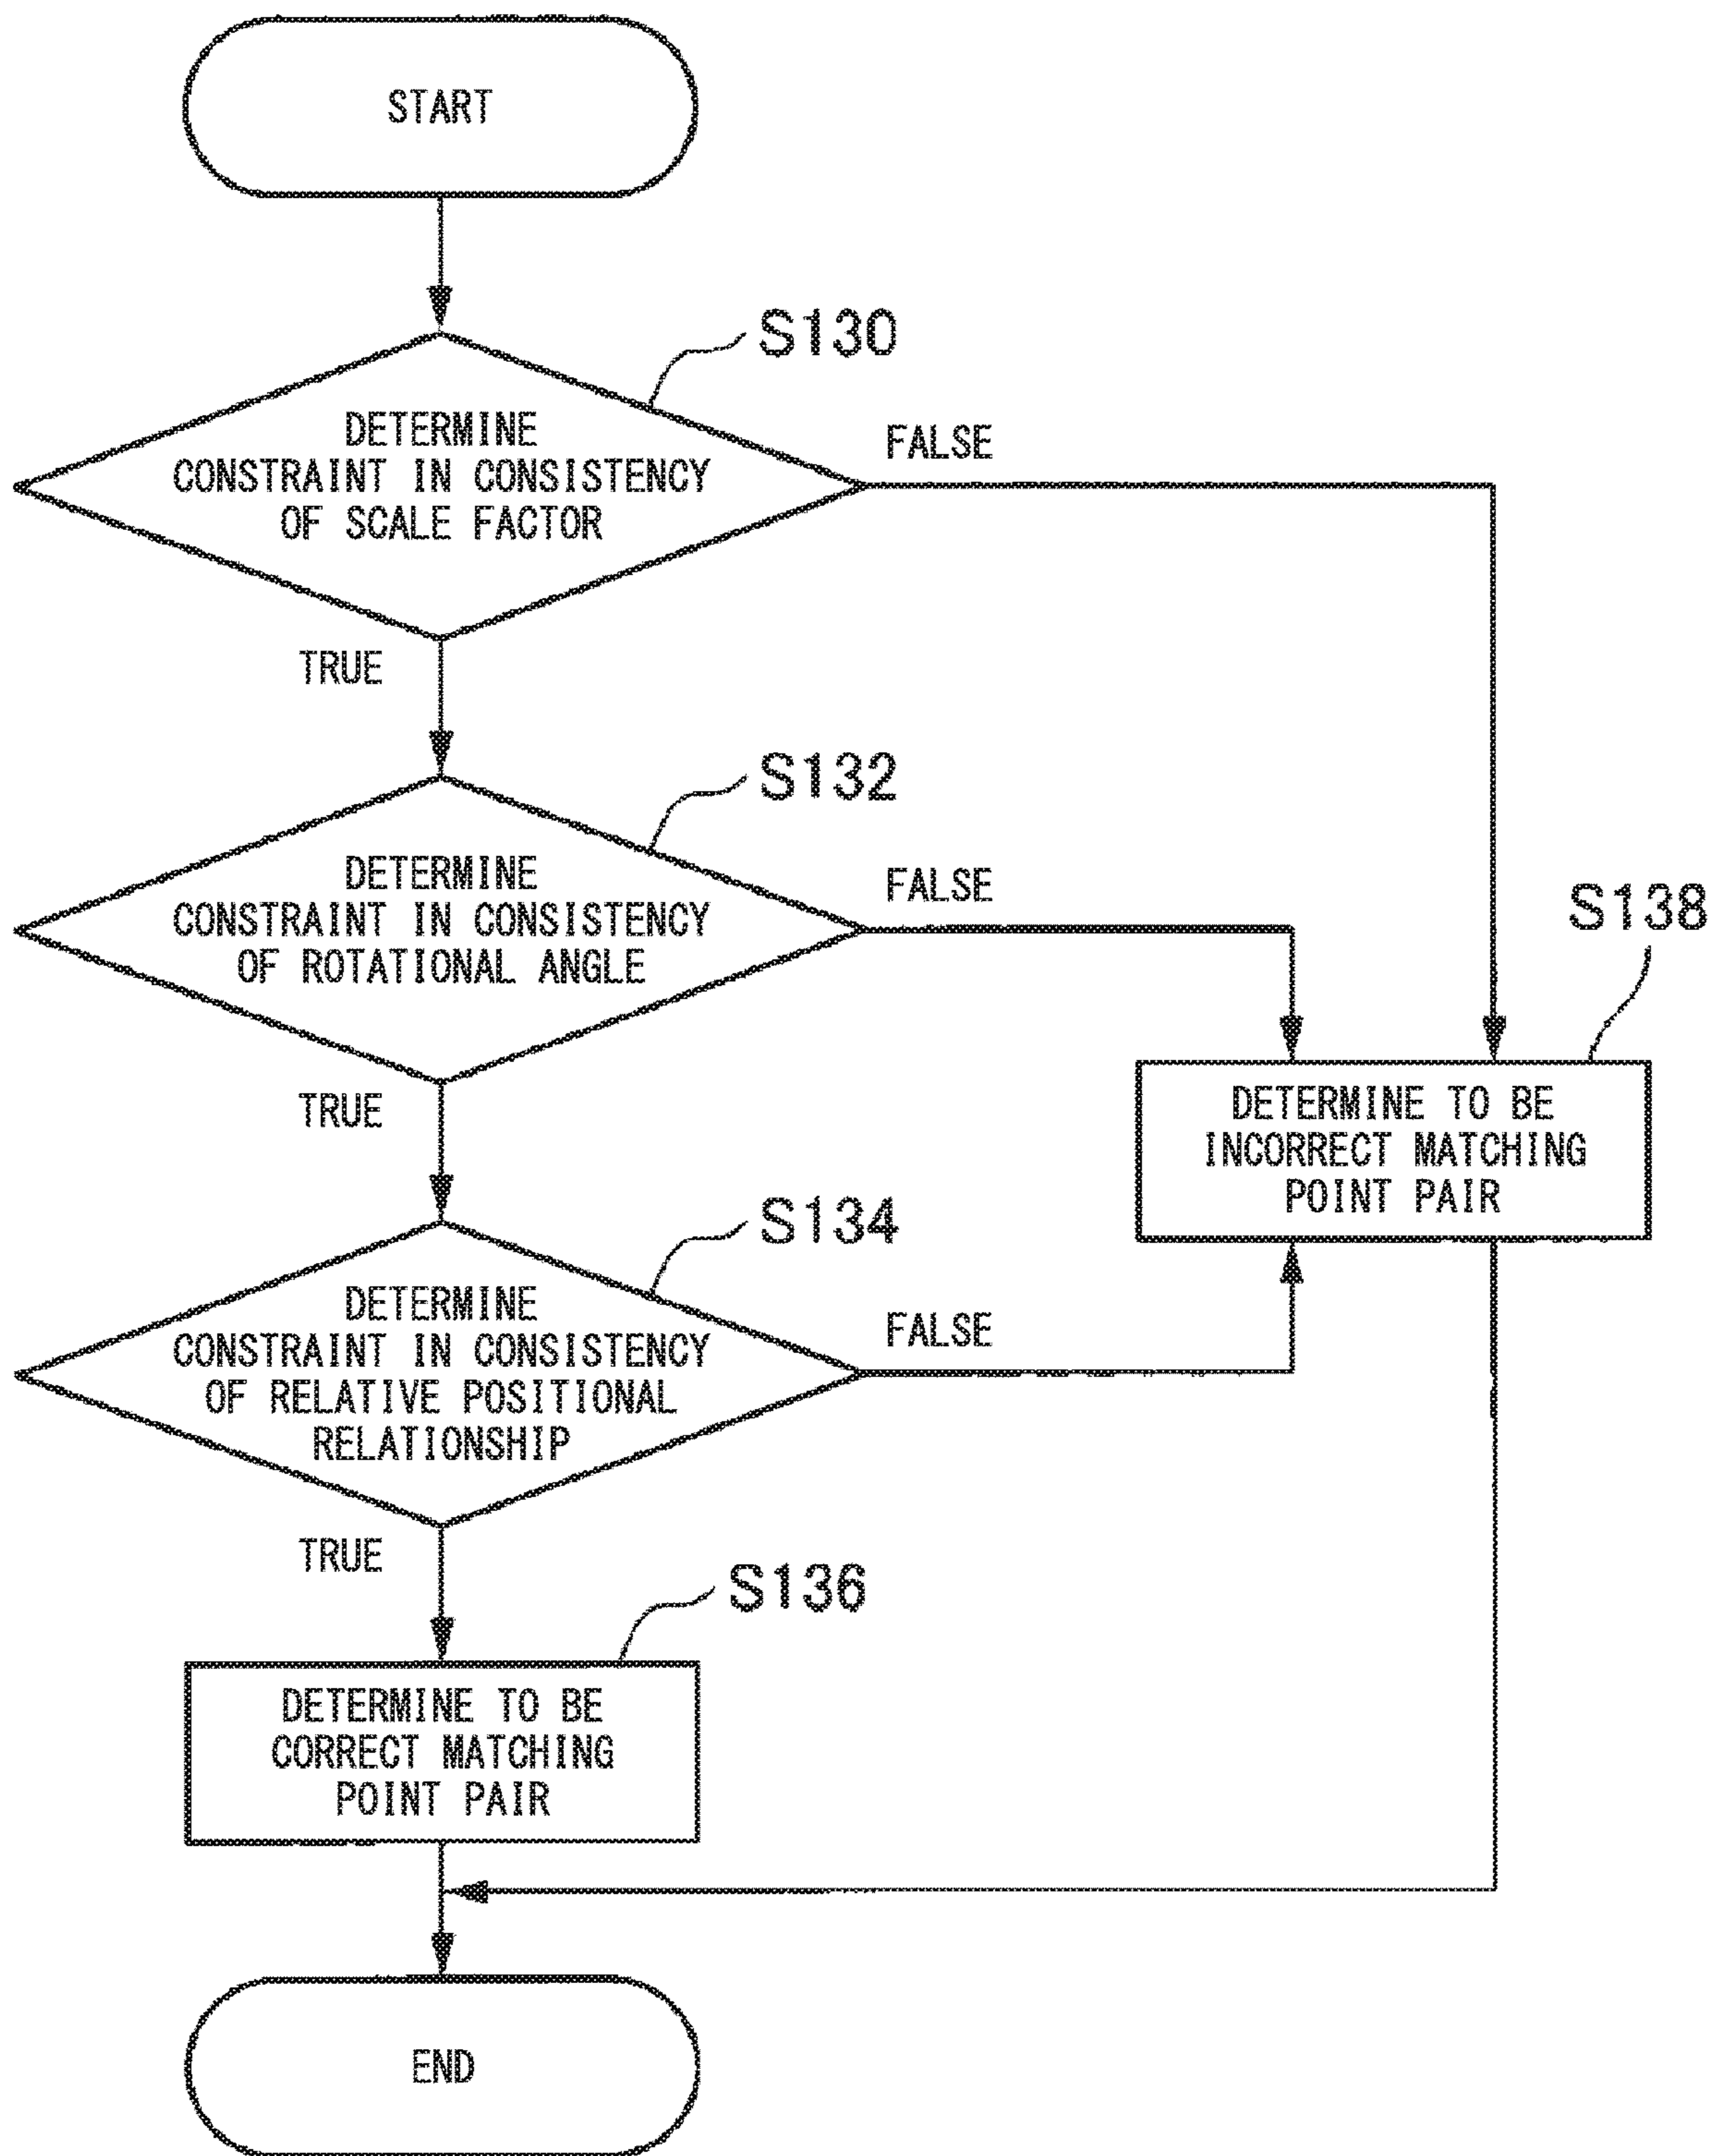 START
S130
DETERMINE
CONSTRAINT IN CONSISTENCY
OF SCALE FACTOR
FALSE
TRUE
S132
DETERMINE
CONSTRAINT IN CONSISTENCY
OF ROTATIONAL ANGLE
FALSE
TRUE
S138
DETERMINE TO BE
INCORRECT MATCHING
POINT PAIR
S134
DETERMINE
CONSTRAINT IN CONSISTENCY
OF RELATIVE POSITIONAL
RELATIONSHIP
FALSE
TRUE
S136
DETERMINE TO BE
CORRECT MATCHING
POINT PAIR
END